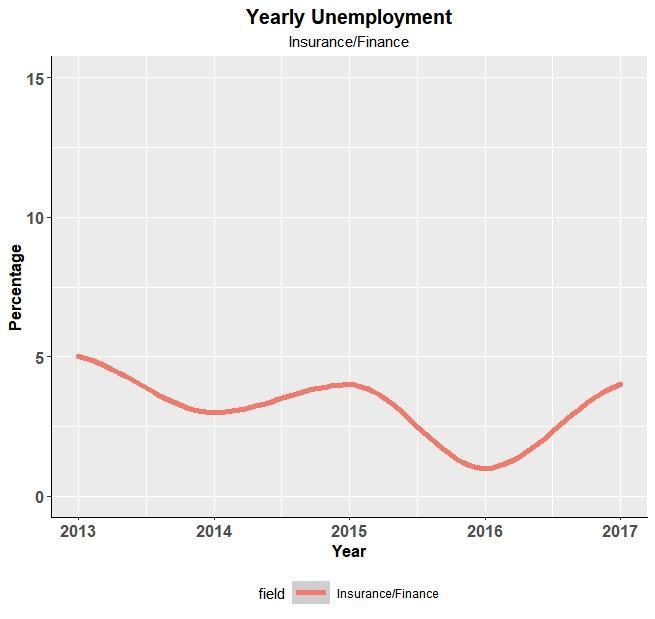 Yearly Unemployment
Insurance/Finance
15
10
5
0
Percentage
2013 2014 2015 2016 2017
Year
field Insurance/Finance